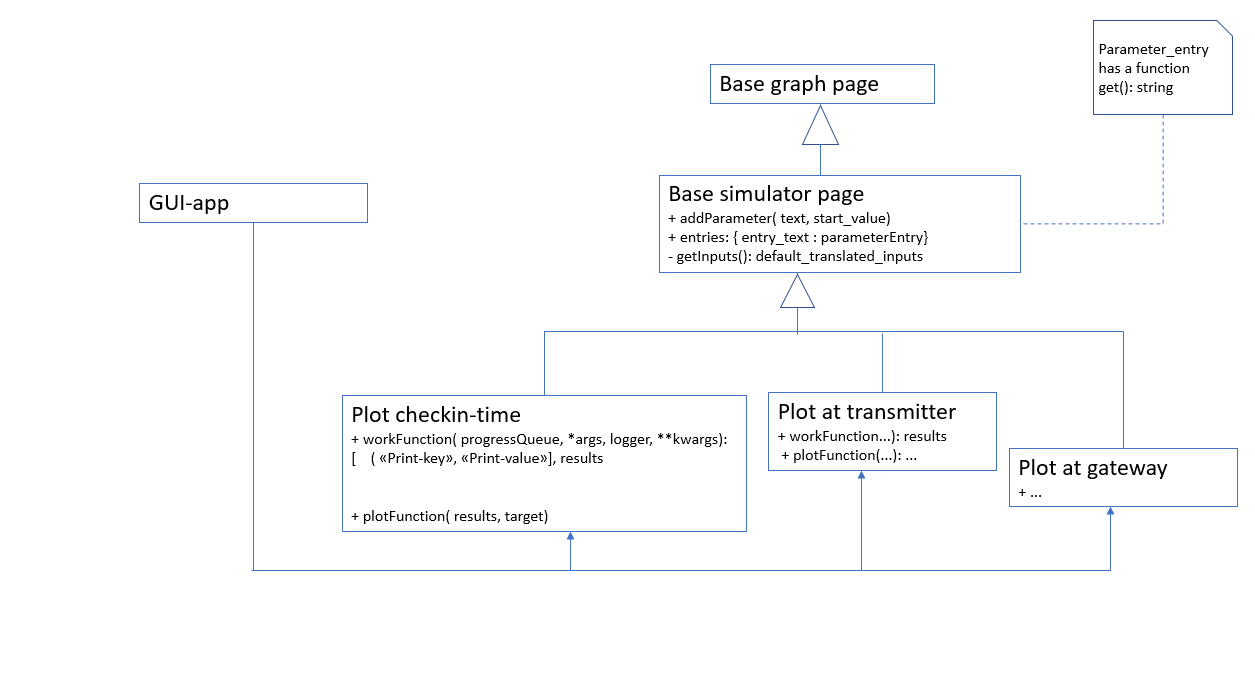 Parameter_entry
has a function
get(): string
Base graph page
GUI-app
Base simulator page
+ addParameter( text, start_value)
+ entries: { entry_text : parameterEntry}
- getInputs(): default_translated_inputs
Plot checkin-time
+ workFunction( progressQueue, *args, logger, **kwargs):
[ ( «Print-key», «Print-value»], results
+ plotFunction( results, target)
Plot at transmitter
+ workFunction...): results
+ plotFunction(...): ...
Plot at gateway
+ ...